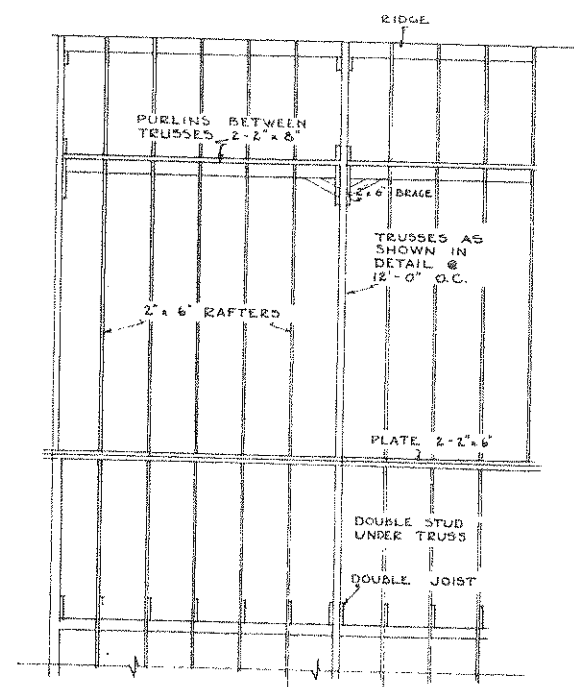 RIDGE
PURLINS BETWEEN
TRUSSES 2-2" x 8"
2" x 6" BRACE
TRUSSES AS
SHOWN IN
DETAIL @
12'-0" O.C.
2" x 6" RAFTERS
PLATE 2-2" x 6"
DOUBLE STUD
UNDER TRUSS
DOUBLE JOIST